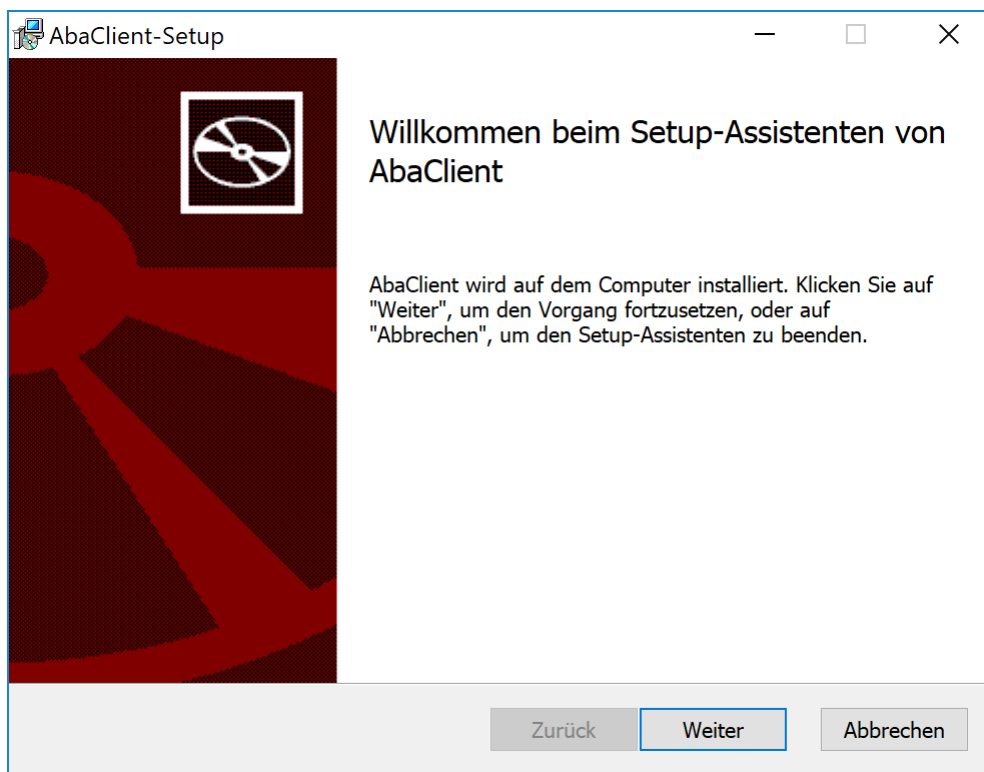 AbaClient-Setup
Willkommen beim Setup-Assistenten von
AbaClient
AbaClient wird auf dem Computer installiert. Klicken Sie auf
"Weiter", um den Vorgang fortzusetzen, oder auf
"Abbrechen", um den Setup-Assistenten zu beenden.
Zurück Weiter Abbrechen